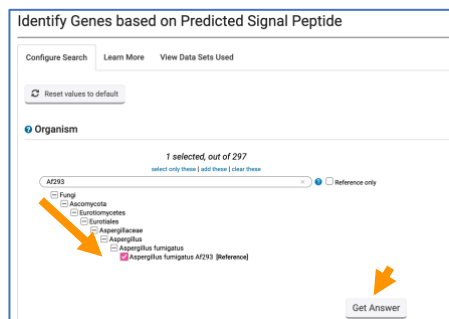 Identify Genes based on Predicted Signal Peptide
Configure Search Learn More View Data Sets Used
Reset values to default
Organism
1 selected, out of 297
select only these | add these | clear these
Af293 Reference only
Fungi
Ascomycota
Eurotiomycetes
Eurotiales
Aspergillaceae
Aspergillus
Aspergillus fumigatus
Aspergillus fumigatus Af293 [Reference]
Get Answer